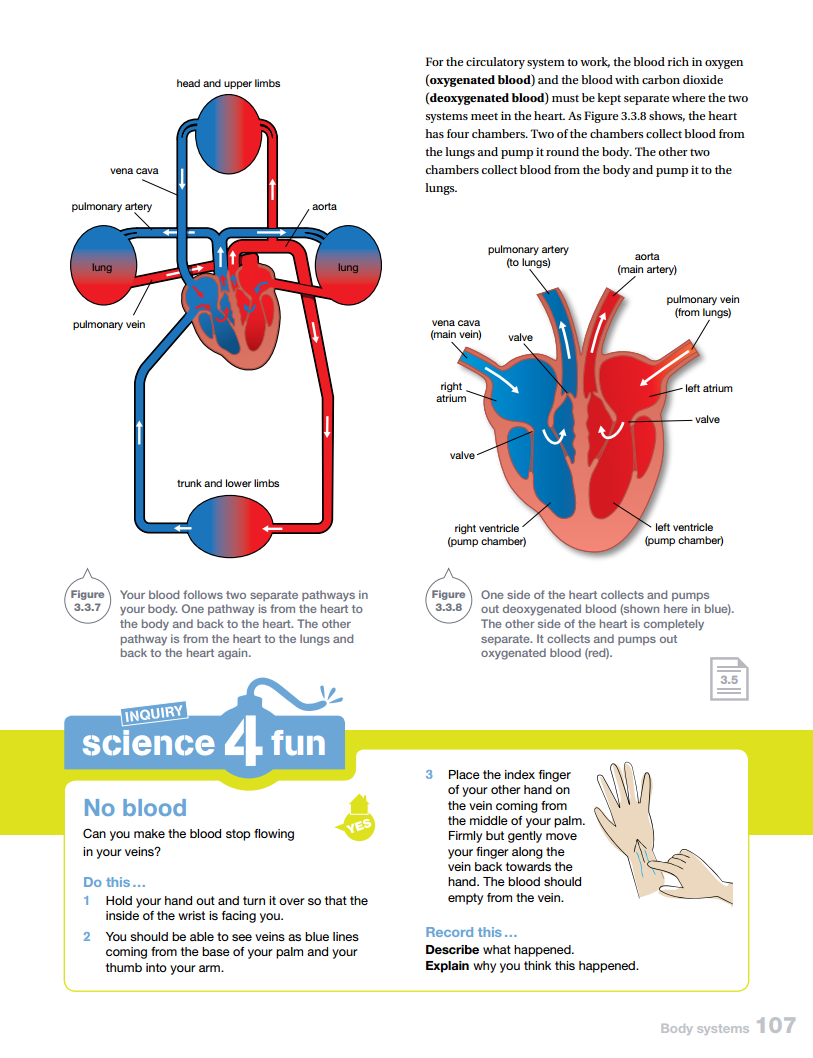 head and upper limbs
vena cava
pulmonary artery
aorta
lung
lung
pulmonary vein
trunk and lower limbs
Figure
3.3.7
Your blood follows two separate pathways in
your body. One pathway is from the heart to
the body and back to the heart. The other
pathway is from the heart to the lungs and
back to the heart again.
For the circulatory system to work, the blood rich in oxygen
(oxygenated blood) and the blood with carbon dioxide
(deoxygenated blood) must be kept separate where the two
systems meet in the heart. As Figure 3.3.8 shows, the heart
has four chambers. Two of the chambers collect blood from
the lungs and pump it round the body. The other two
chambers collect blood from the body and pump it to the
lungs.
pulmonary artery
(to lungs)
aorta
(main artery)
pulmonary vein
(from lungs)
vena cava
(main vein)
valve
right
atrium
left atrium
valve
valve
right ventricle
(pump chamber)
left ventricle
(pump chamber)
Figure
3.3.8
One side of the heart collects and pumps
out deoxygenated blood (shown here in blue).
The other side of the heart is completely
separate. It collects and pumps out
oxygenated blood (red).
3.5
INQUIRY
science 4 fun
No blood
Can you make the blood stop flowing
in your veins?
YES
Do this...
1 Hold your hand out and turn it over so that the
inside of the wrist is facing you.
2 You should be able to see veins as blue lines
coming from the base of your palm and your
thumb into your arm.
3 Place the index finger
of your other hand on
the vein coming from
the middle of your palm.
Firmly but gently move
your finger along the
vein back towards the
hand. The blood should
empty from the vein.
Record this...
Describe what happened.
Explain why you think this happened.
Body systems 107